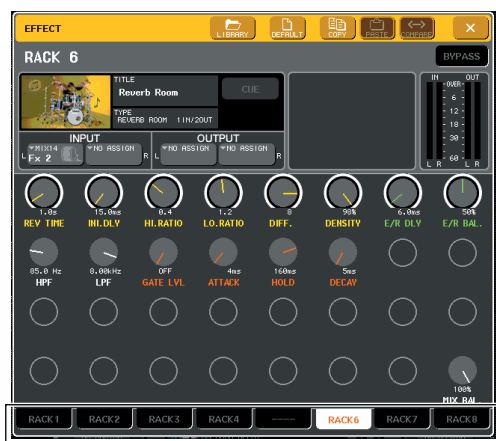 EFFECT
LIBRARY DEFAULT COPY PASTE COMPARE
RACK 6
BYPASS
TITLE
Reverb Room
CUE
TYPE
REVERB ROOM 1IN/2OUT
INPUT OUTPUT
L MIX14 Fx 2 NO ASSIGN R L NO ASSIGN NO ASSIGN R
IN OUT
OVER
6
12
18
30
60
L R L R
1.0s 15.0ms 0.4 1.2 8 98% 6.0ms 50%
REV TIME INI.DLY HI.RATIO LO.RATIO DIFF. DENSITY E/R DLY E/R BAL.
85.0 Hz 8.00kHz OFF 4ms 160ms 5ms
HPF LPF GATE LVL ATTACK HOLD DECAY
100%
MIX BAL.
RACK1 RACK2 RACK3 RACK4 ---- RACK6 RACK7 RACK8